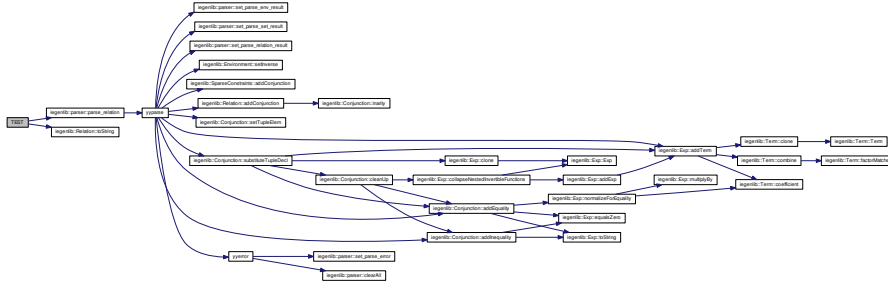 iegenlib::parser::set_parse_env_result
iegenlib::parser::set_parse_set_result
iegenlib::parser::set_parse_relation_result
iegenlib::Environment::setInverse
iegenlib::SparseConstraints::addConjunction
iegenlib::Relation::addConjunction
iegenlib::Conjunction::inarity
iegenlib::parser::parse_relation
yyparse
TEST
iegenlib::Conjunction::setTupleElem
iegenlib::Relation::toString
iegenlib::Term::clone
iegenlib::Term::Term
iegenlib::Exp::addTerm
iegenlib::Conjunction::substituteTupleDecl
iegenlib::Exp::clone
iegenlib::Exp::Exp
iegenlib::Term::combine
iegenlib::Term::factorMatches
iegenlib::Conjunction::cleanUp
iegenlib::Exp::collapseNestedInvertibleFunctions
iegenlib::Exp::addExp
iegenlib::Exp::multiplyBy
iegenlib::Term::coefficient
iegenlib::Exp::normalizeForEquality
iegenlib::Conjunction::addEquality
iegenlib::Exp::equalsZero
iegenlib::Conjunction::addInequality
iegenlib::Exp::toString
yyerror
iegenlib::parser::set_parse_error
iegenlib::parser::clearAll